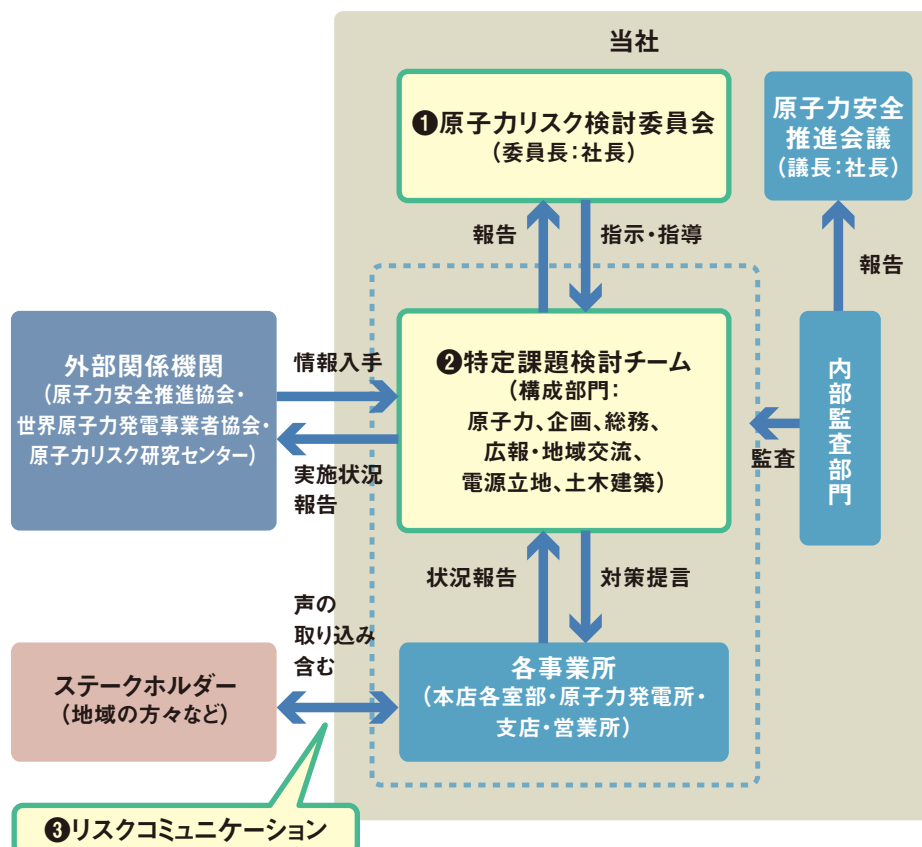 当社
❶原子力リスク検討委員会
(委員長:社長)
原子力安全
推進会議
(議長:社長)
報告
指示・指導
報告
外部関係機関
(原子力安全推進協会・
世界原子力発電事業者協会・
原子力リスク研究センター)
情報入手
実施状況
報告
❷特定課題検討チーム
(構成部門:
原子力、企画、総務、
広報・地域交流、
電源立地、土木建築)
監査
内部監査部門
状況報告
対策提言
声の
取り込み
含む
ステークホルダー
(地域の方々など)
各事業所
(本店各室部・原子力発電所・
支店・営業所)
❸リスクコミュニケーション